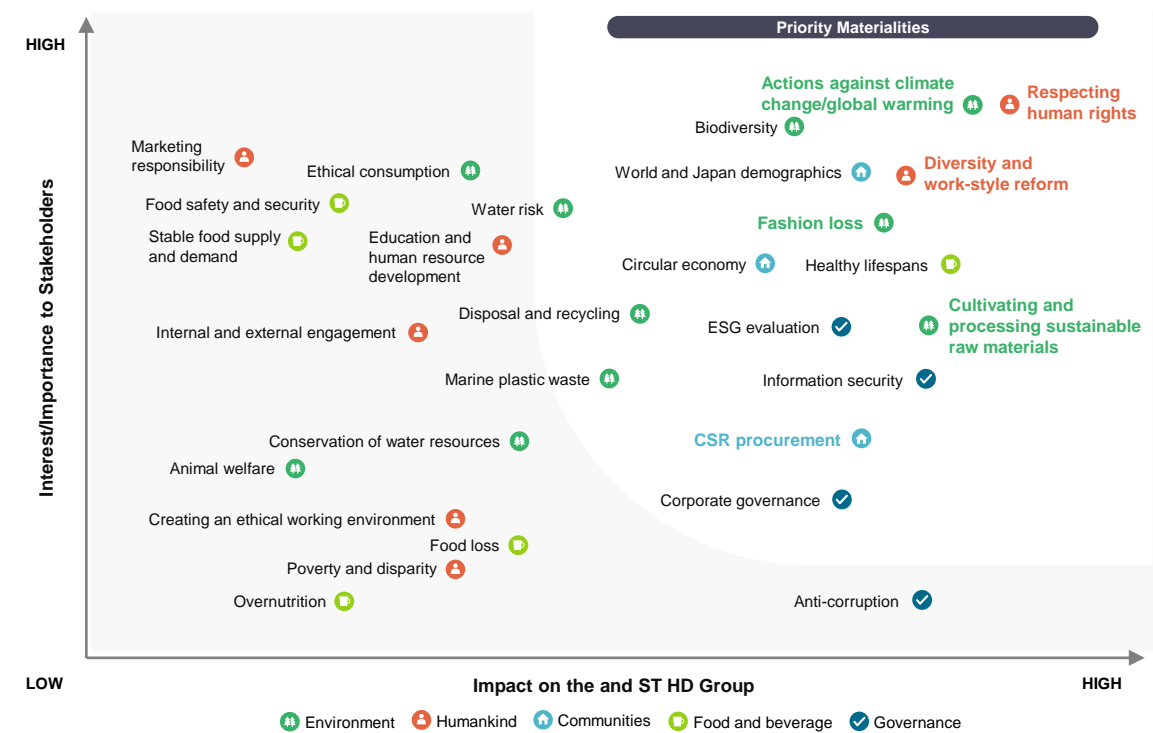 Priority Materialities
HIGH
Actions against climate
change/global warming
Respecting
human rights
Biodiversity
Marketing
responsibility
Ethical consumption
World and Japan demographics
Diversity and
work-style reform
Food safety and security
Water risk
Fashion loss
Stable food supply
and demand
Education and
human resource
development
Circular economy
Healthy lifespans
Disposal and recycling
Internal and external engagement
ESG evaluation
Cultivating and
processing sustainable
raw materials
Marine plastic waste
Information security
Conservation of water resources
CSR procurement
Animal welfare
Corporate governance
Creating an ethical working environment
Food loss
Poverty and disparity
Overnutrition
Anti-corruption
Interest/Importance to Stakeholders
LOW
Impact on the and ST HD Group
HIGH
Environment
Humankind
Communities
Food and beverage
Governance